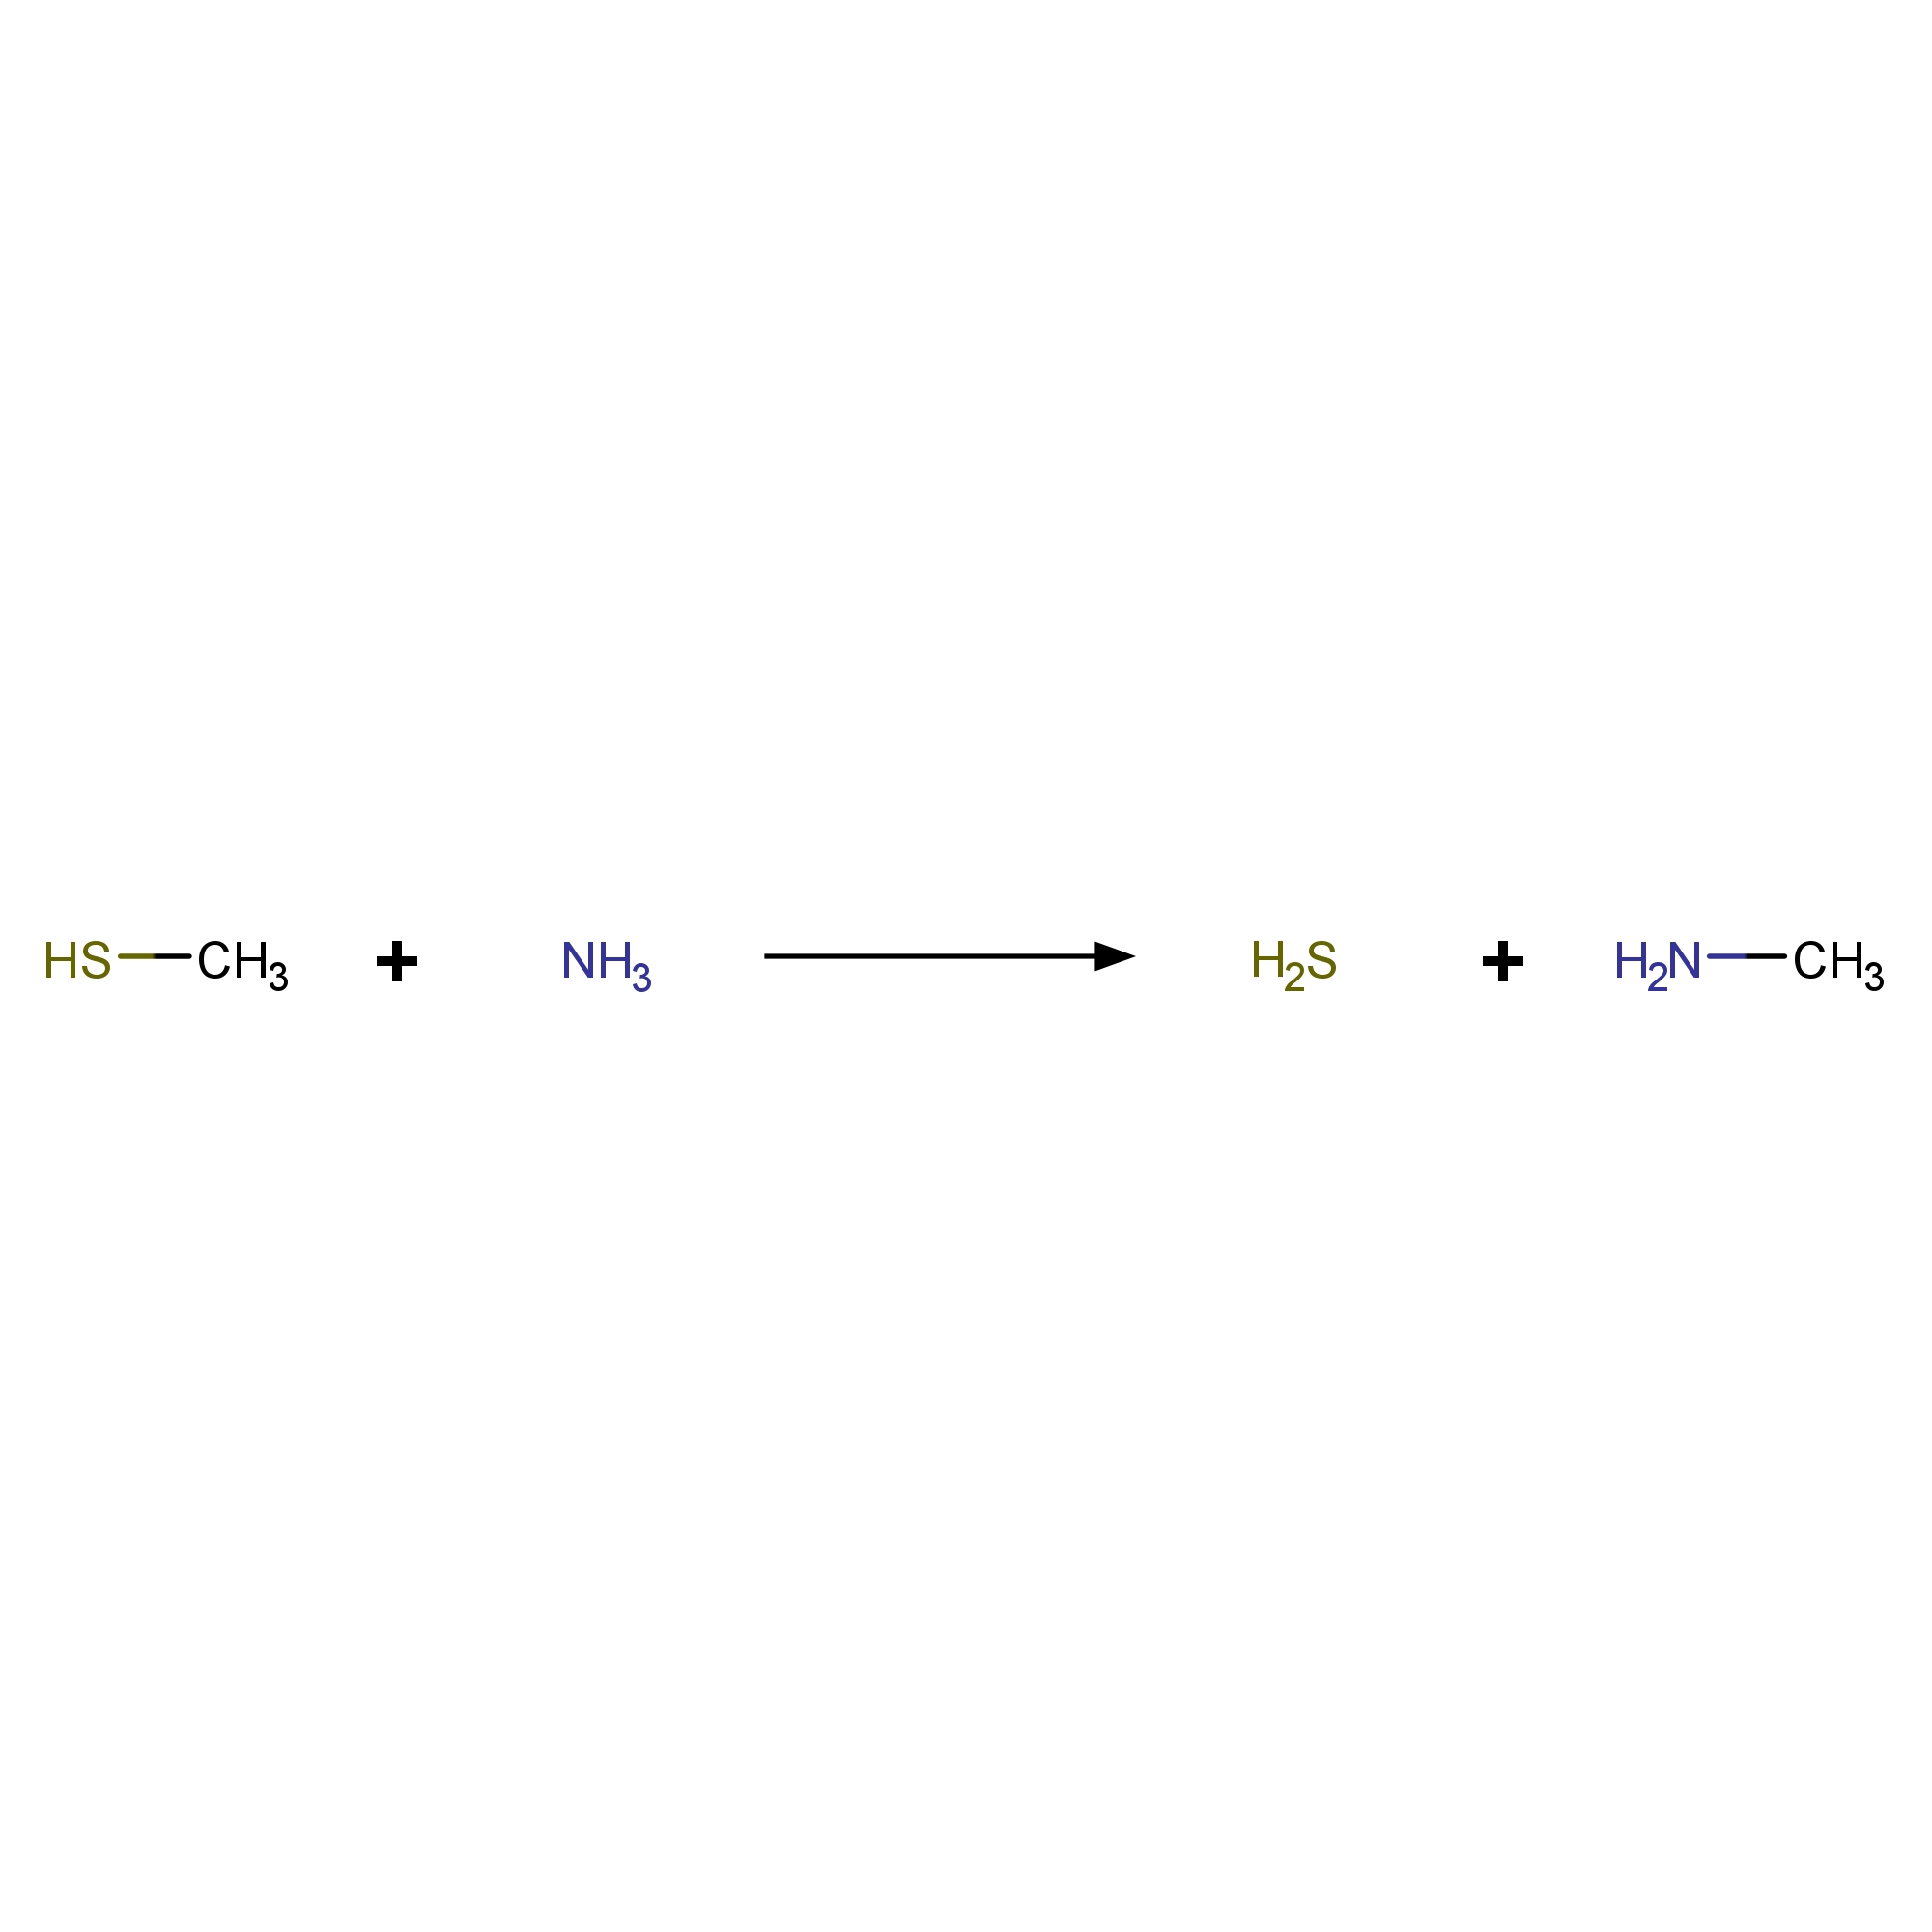 HS—CH3 + NH3 → H2S + H2N—CH3